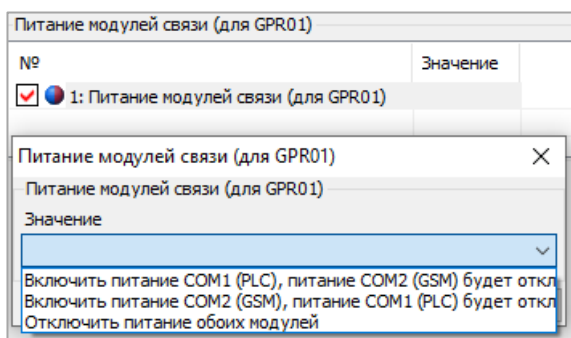 Питание модулей связи (для GPR01)
№ Значение
1: Питание модулей связи (для GPR01)
Питание модулей связи (для GPR01)
Питание модулей связи (для GPR01)
Значение
Включить питание COM1 (PLC), питание COM2 (GSM) будет откл
Включить питание COM2 (GSM), питание COM1 (PLC) будет откл
Отключить питание обоих модулей